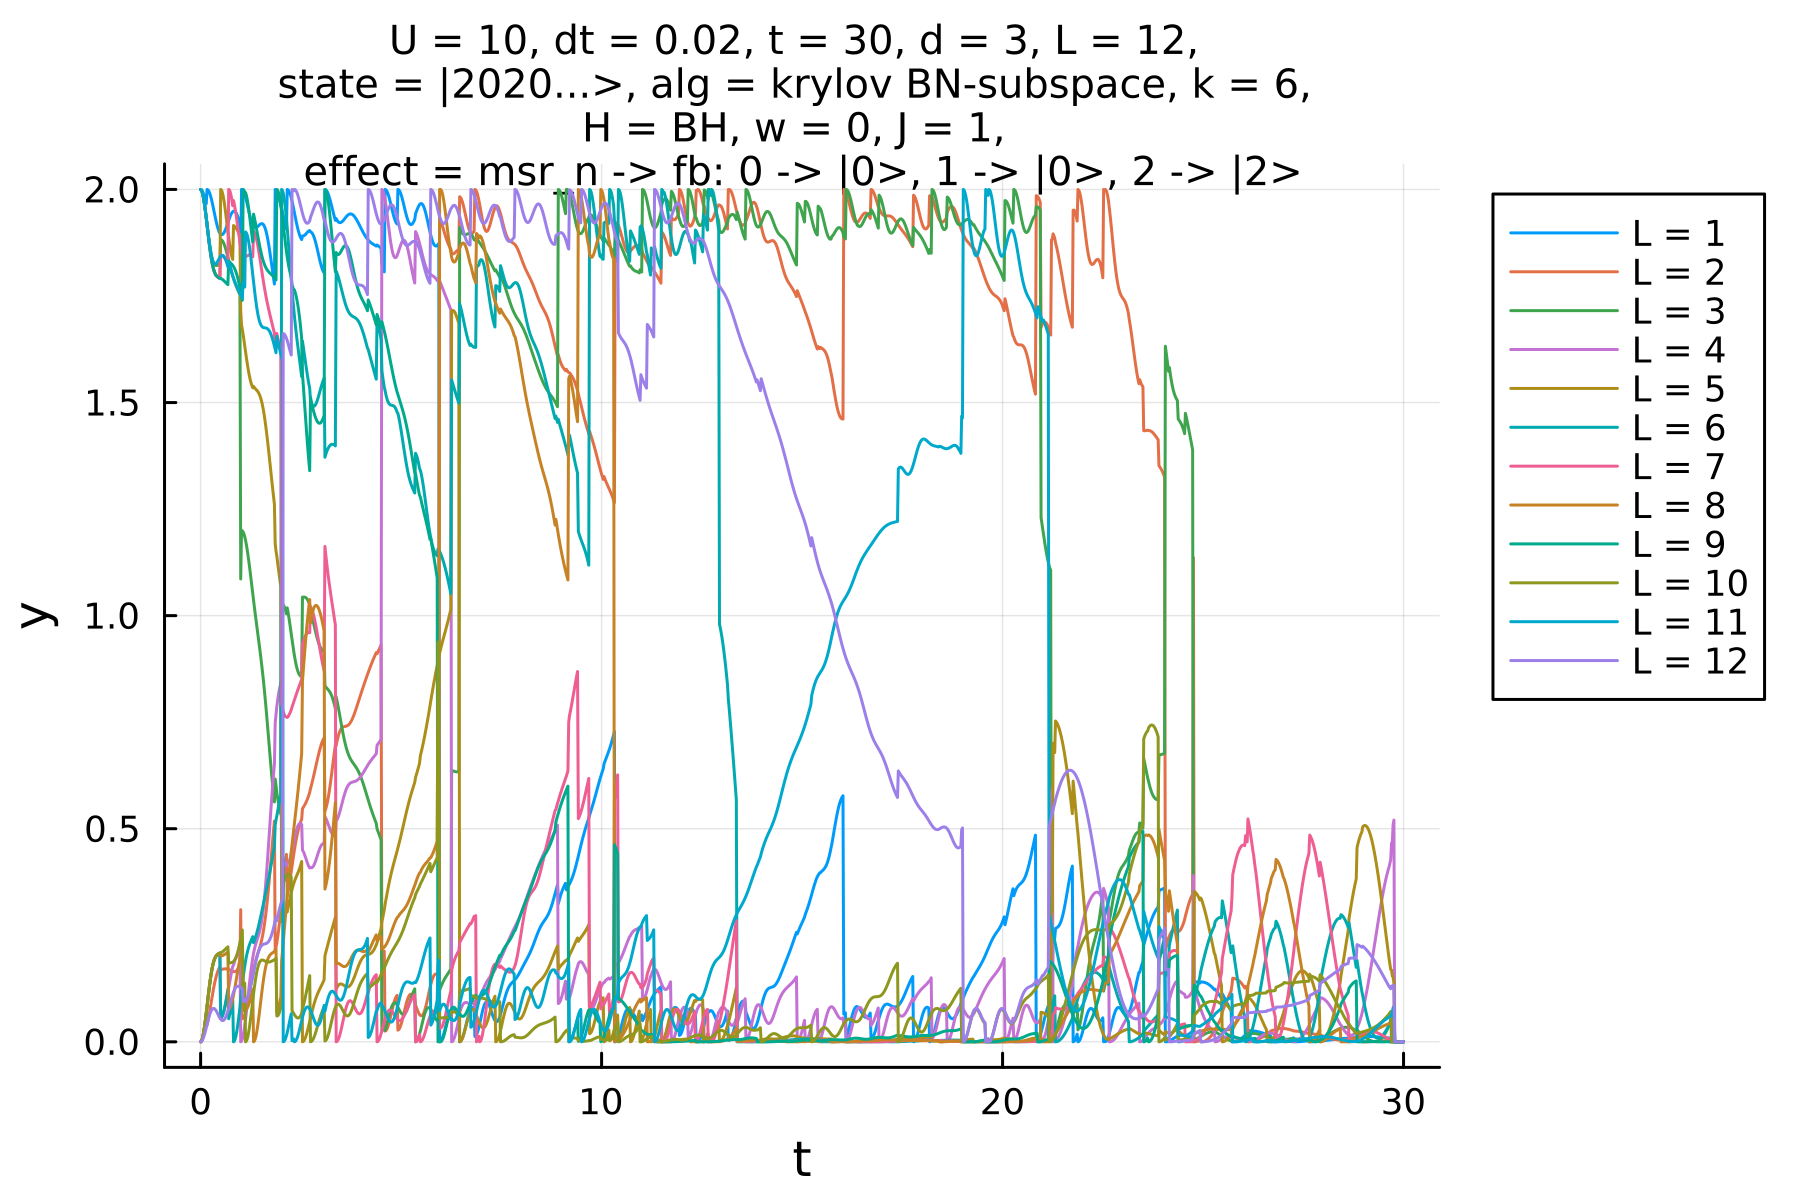 U = 10, dt = 0.02, t = 30, d = 3, L = 12,
state = |2020...>, alg = krylov BN-subspace, k = 6,
H = BH, w = 0, J = 1,
effect = msr_n -> fb: 0 -> |0>, 1 -> |0>, 2 -> |2>
2.0
1.5
1.0
0.5
0.0
y
0
10
20
30
t
L = 1
L = 2
L = 3
L = 4
L = 5
L = 6
L = 7
L = 8
L = 9
L = 10
L = 11
L = 12